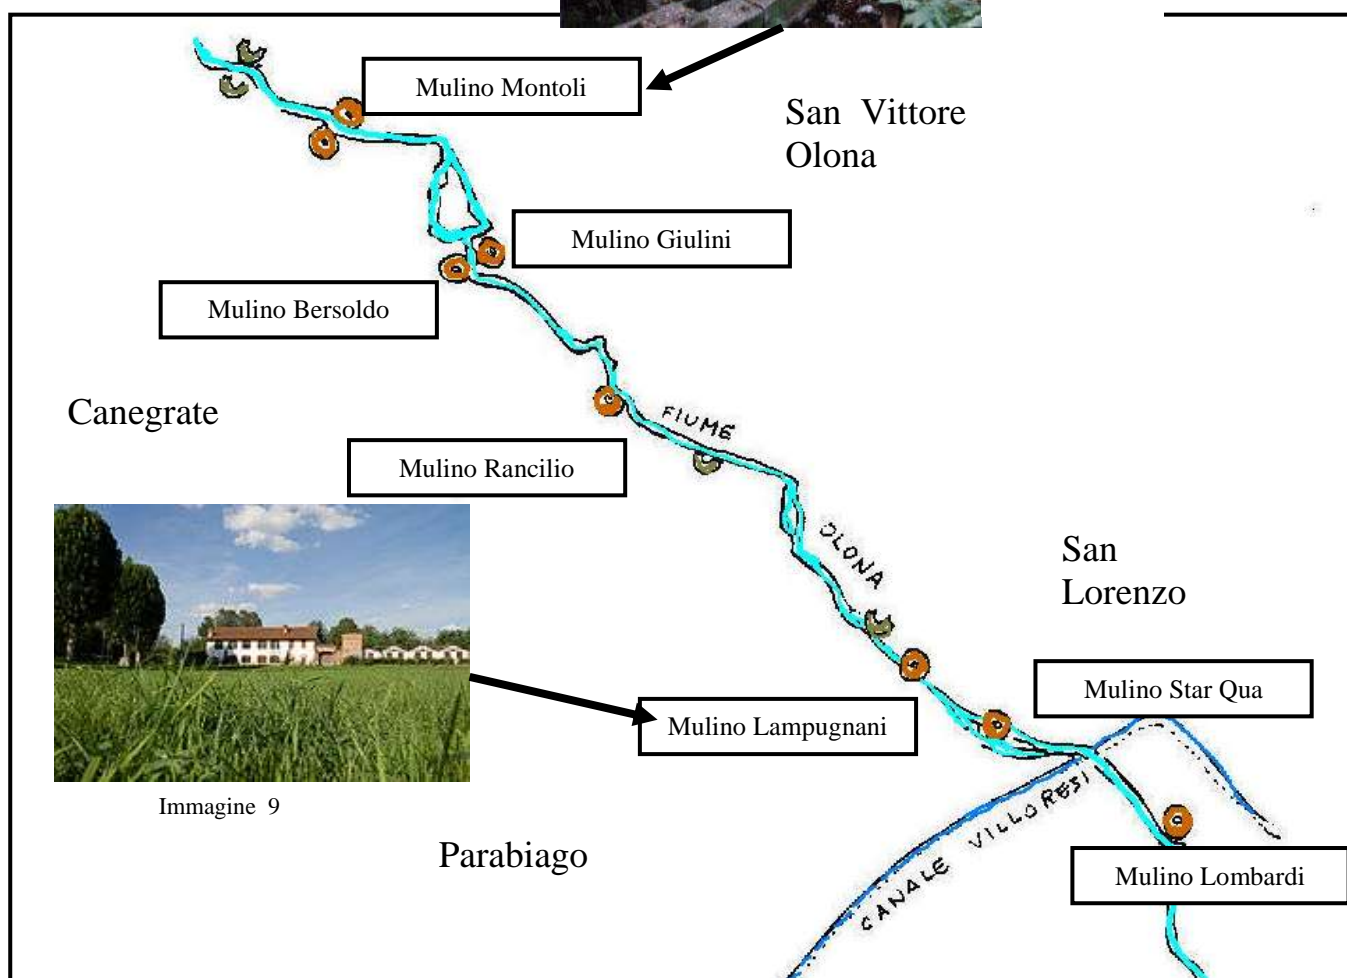 Mulino Montoli
San Vittore
Olona
Mulino Giulini
Mulino Bersoldo
Canegrate
FIUME
Mulino Rancilio
OLONA
San
Lorenzo
Mulino Star Qua
Mulino Lampugnani
Immagine 9
CANALE VILLORESI
Parabiago
Mulino Lombardi